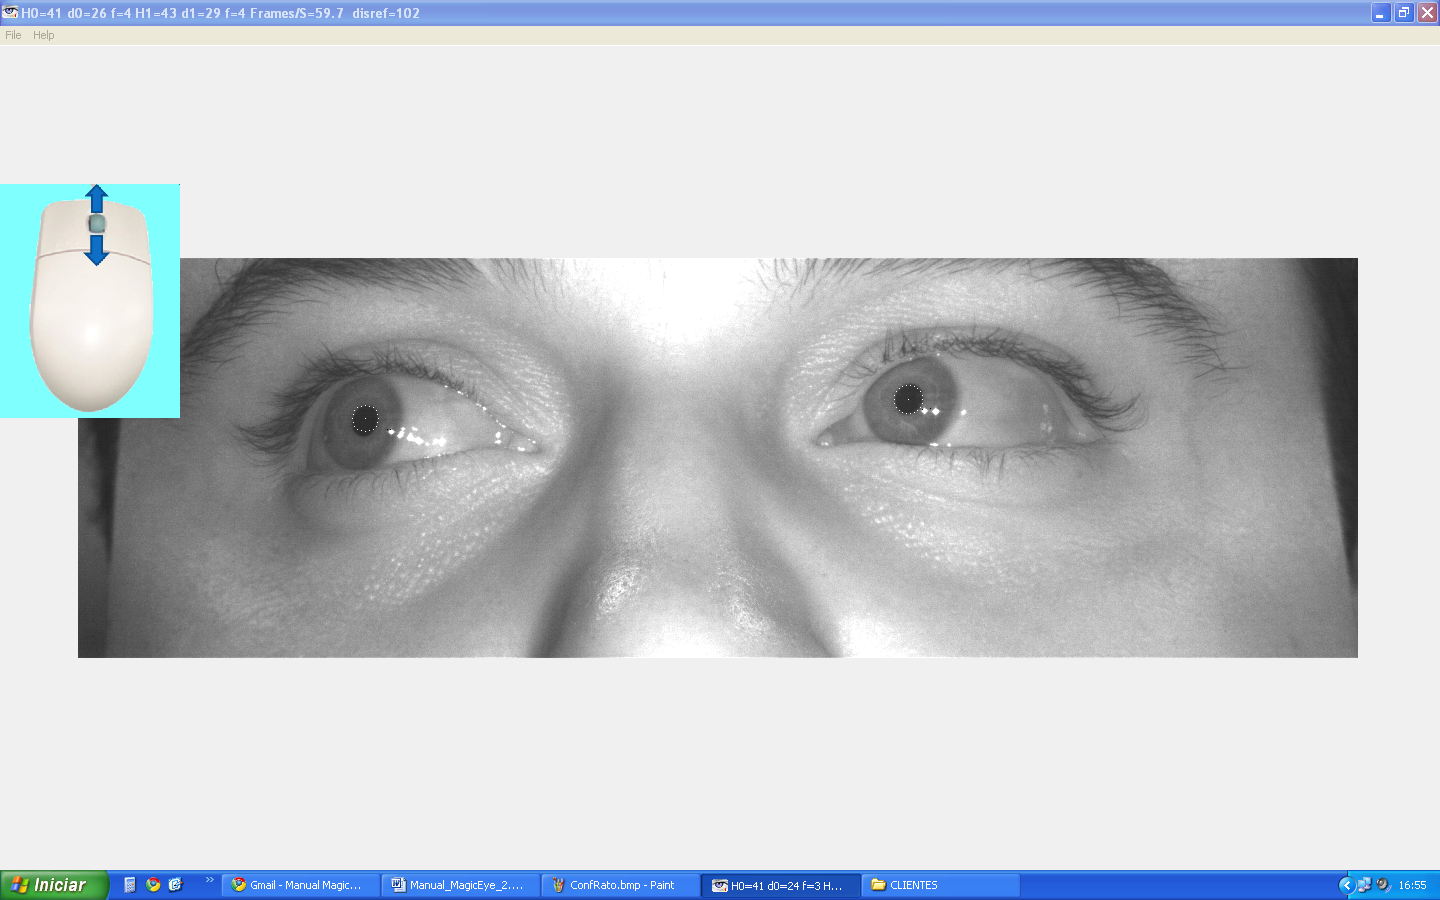 H0=41 d0=26 f=4 H1=43 d1=29 f=4 Frames/S=59.7 disref=102
File Help
Iniciar
Gmail - Manual Magic...
Manual_MagicEye_2....
ConfRato.bmp - Paint
H0=41 d0=24 f=3 H...
CLIENTES
16:55